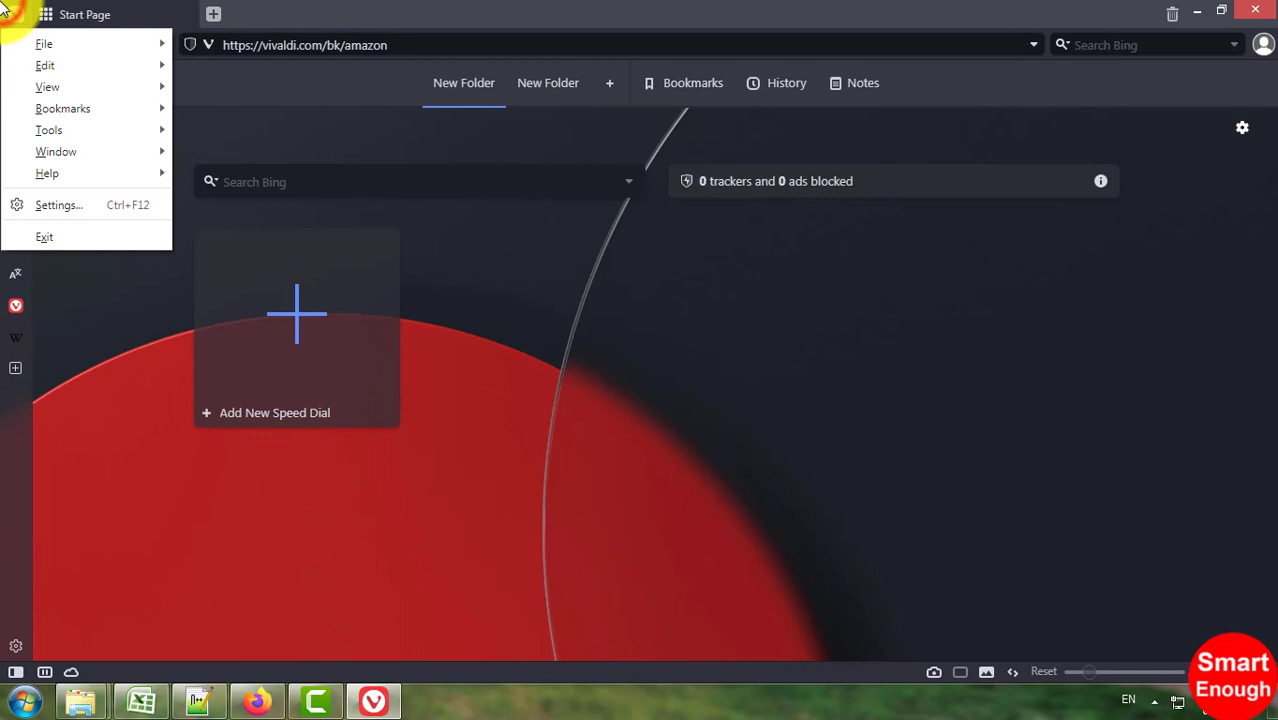 Start Page
File
Edit
View
Bookmarks
Tools
Window
Help
Settings... Ctrl+F12
Exit
https://vivaldi.com/bk/amazon
Search Bing
New Folder New Folder + Bookmarks History Notes
Search Bing
0 trackers and 0 ads blocked
+ Add New Speed Dial
Reset
EN
Smart
Enough